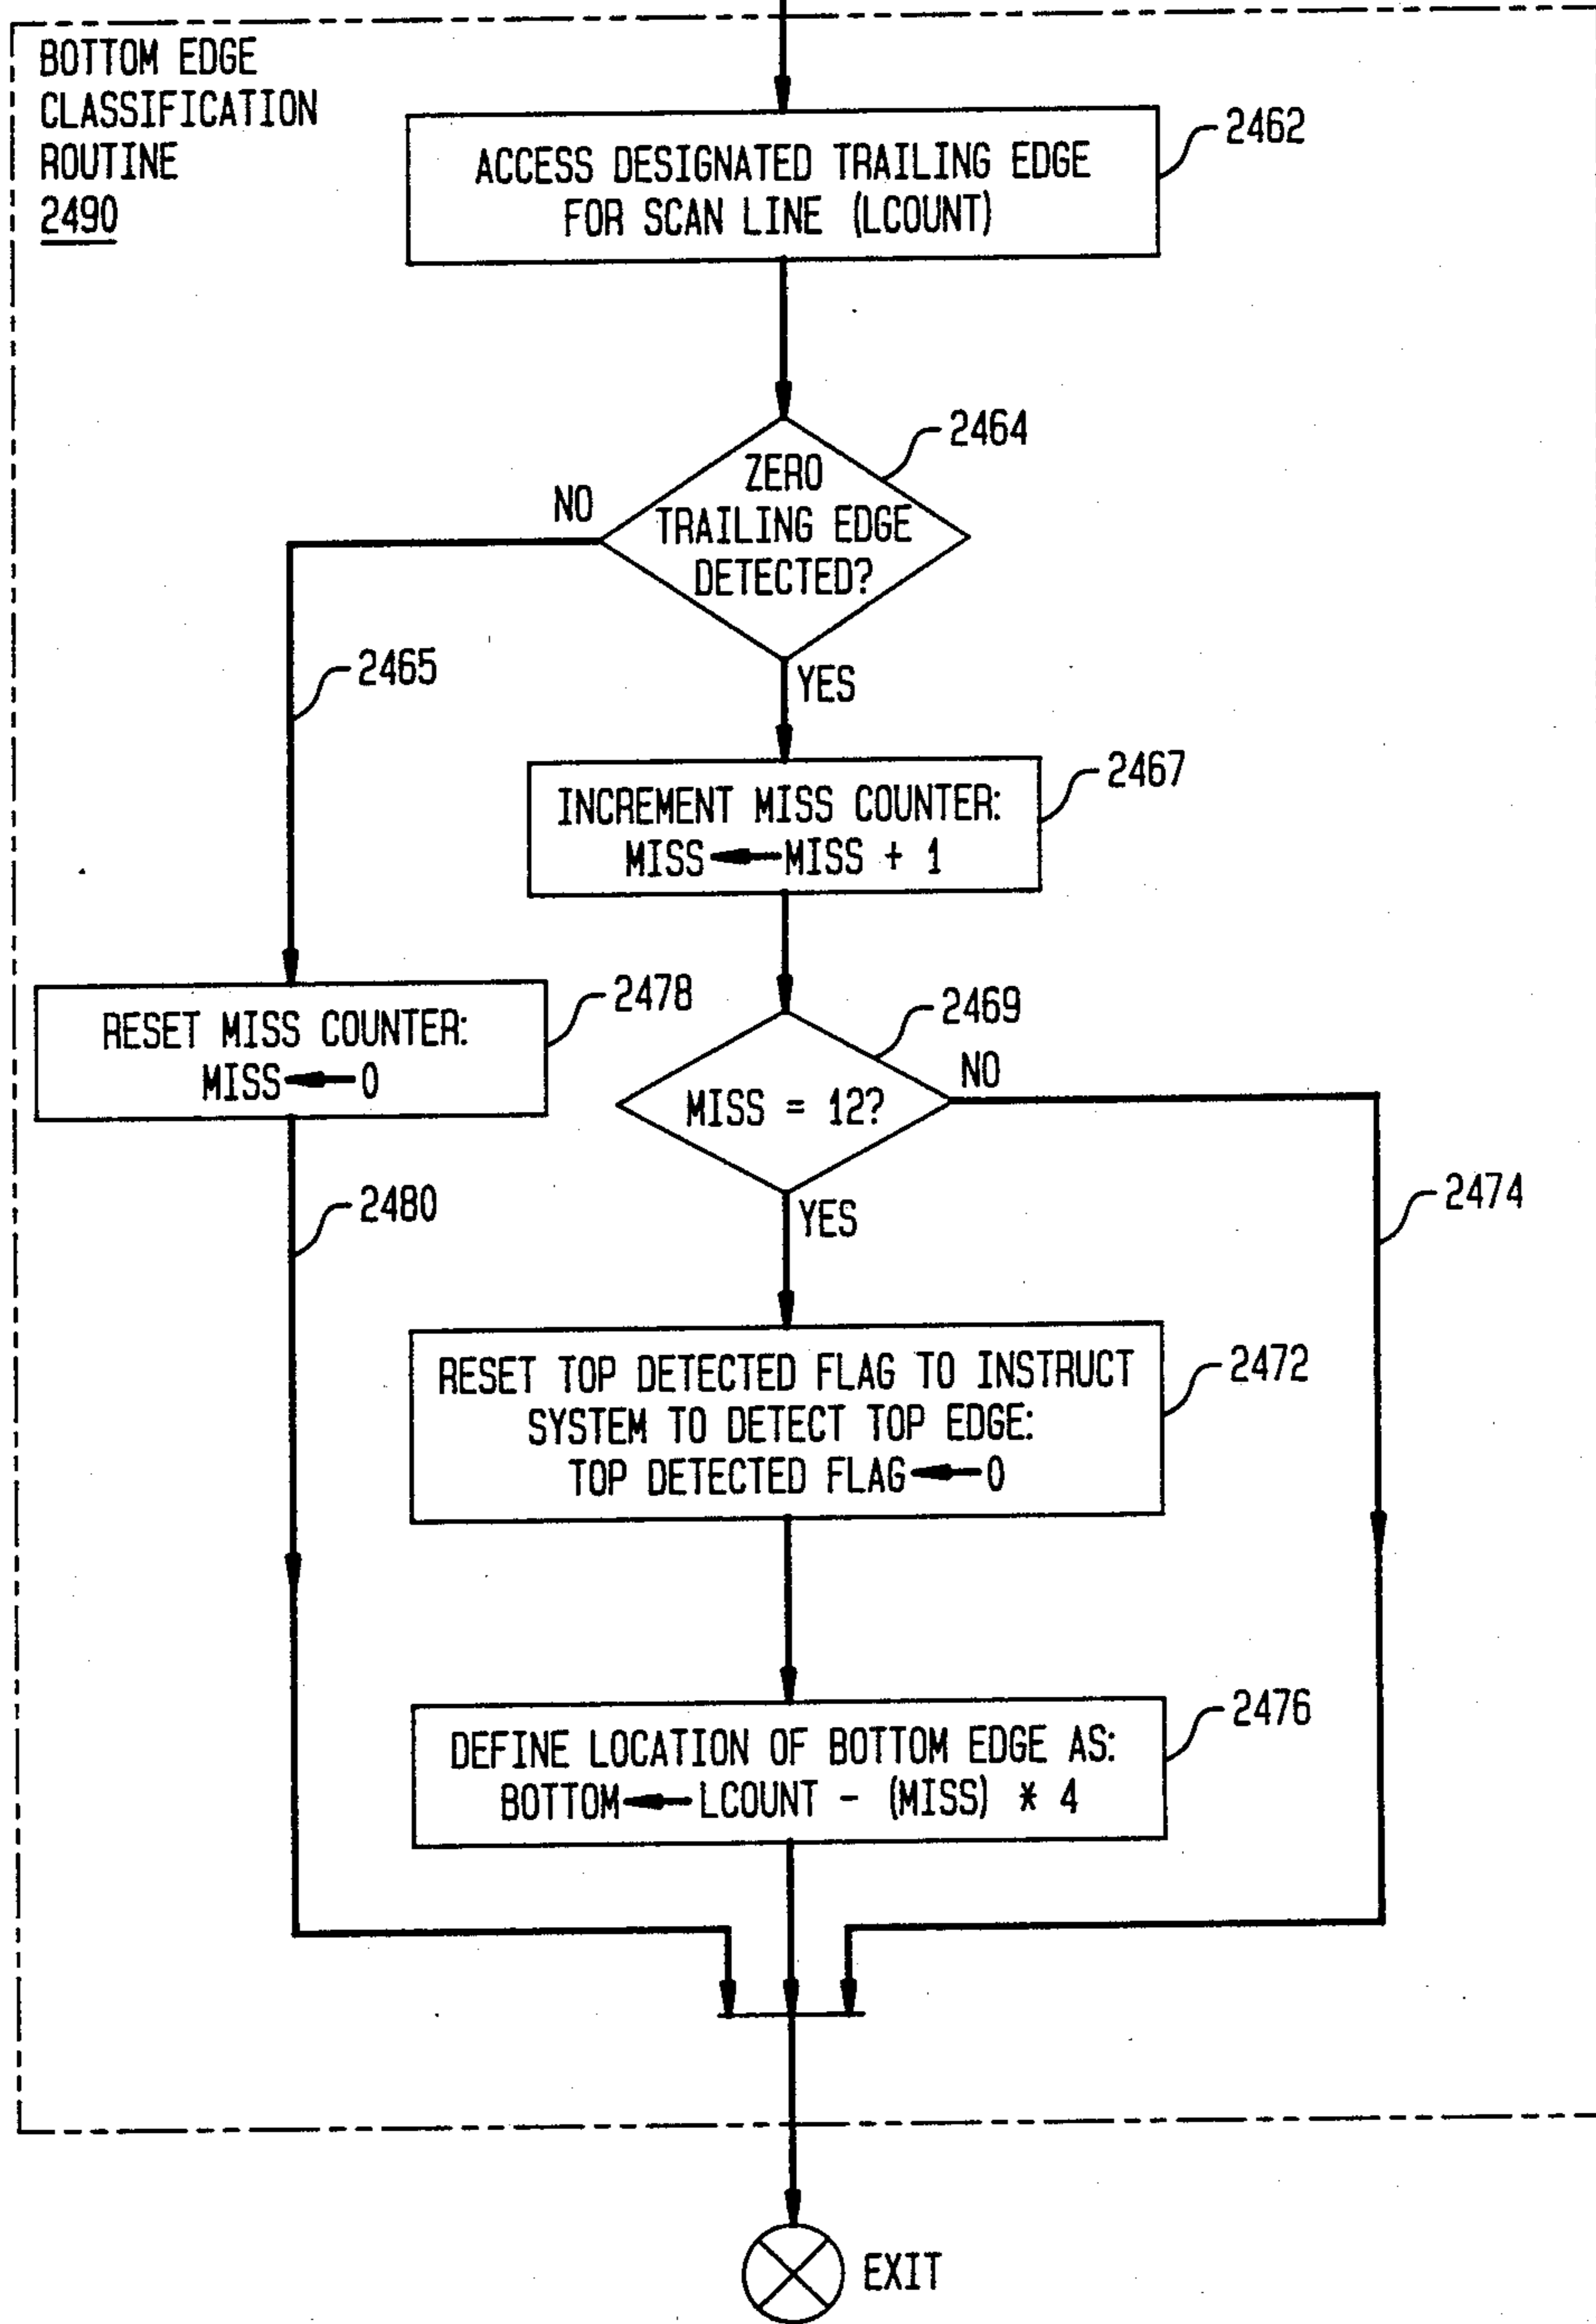 BOTTOM EDGE
CLASSIFICATION
ROUTINE
2490
ACCESS DESIGNATED TRAILING EDGE
FOR SCAN LINE (LCOUNT)
2462
ZERO
TRAILING EDGE
DETECTED?
2464
NO
YES
2465
INCREMENT MISS COUNTER:
MISS ← MISS + 1
2467
RESET MISS COUNTER:
MISS ← 0
2478
MISS = 12?
2469
NO
YES
2480
2474
RESET TOP DETECTED FLAG TO INSTRUCT
SYSTEM TO DETECT TOP EDGE:
TOP DETECTED FLAG ← 0
2472
DEFINE LOCATION OF BOTTOM EDGE AS:
BOTTOM ← LCOUNT - (MISS) * 4
2476
EXIT